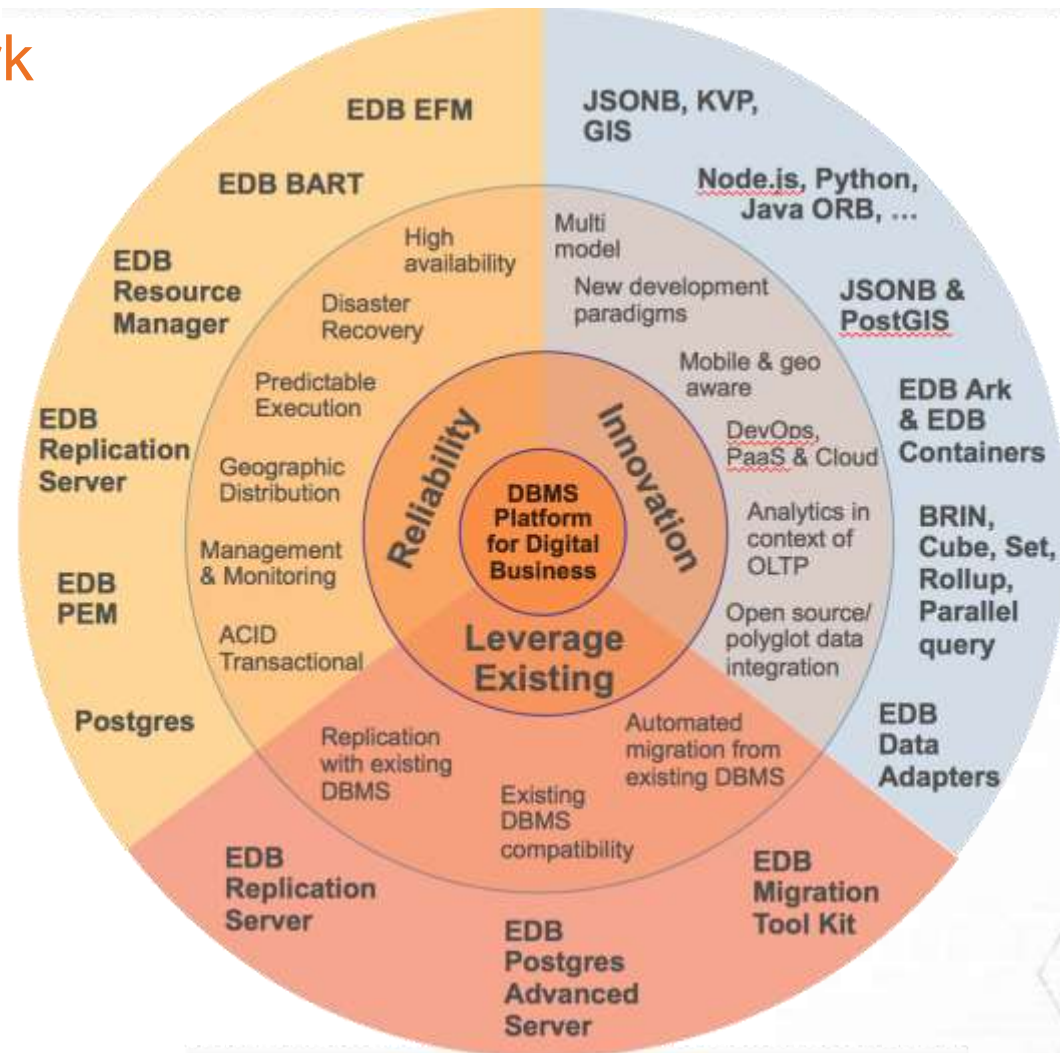 EDB EFM
JSONB, KVP,
GIS
EDB BART
Node.js, Python,
Java ORB, ...
High
availability
Multi
model
EDB
Resource
Manager
Disaster
Recovery
New development
paradigms
JSONB &
PostGIS
Predictable
Execution
Mobile & geo
aware
EDB
Replication
Server
Geographic
Distribution
Reliability
Innovation
DevOps,
PaaS & Cloud
EDB Ark
& EDB
Containers
DBMS
Platform
for Digital
Business
Analytics in
context of
OLTP
BRIN,
Cube, Set,
Rollup,
Parallel
query
EDB
PEM
Management
& Monitoring
ACID
Transactional
Leverage
Existing
Open source/
polyglot data
integration
Postgres
EDB
Data
Adapters
Replication
with existing
DBMS
Existing
DBMS
compatibility
Automated
migration from
existing DBMS
EDB
Replication
Server
EDB
Postgres
Advanced
Server
EDB
Migration
Tool Kit